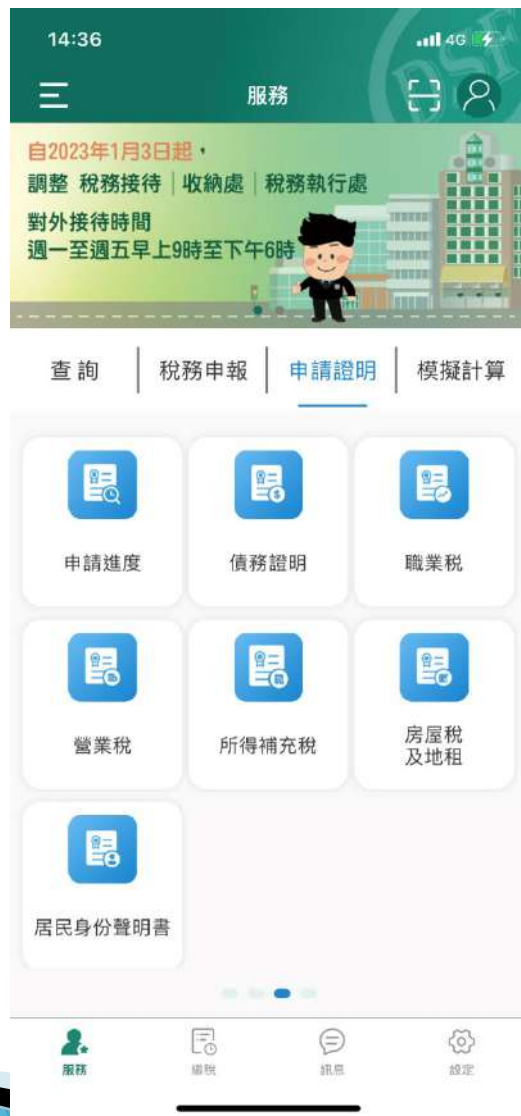 14:36
4G
服務
DSF
自2023年1月3日起，
調整 稅務接待｜收納處｜稅務執行處
對外接待時間
週一至週五早上9時至下午6時
查詢
稅務申報
申請證明
模擬計算
申請進度
債務證明
職業稅
營業稅
所得補充稅
房屋稅
及地租
居民身份聲明書
服務
繳稅
訊息
設定